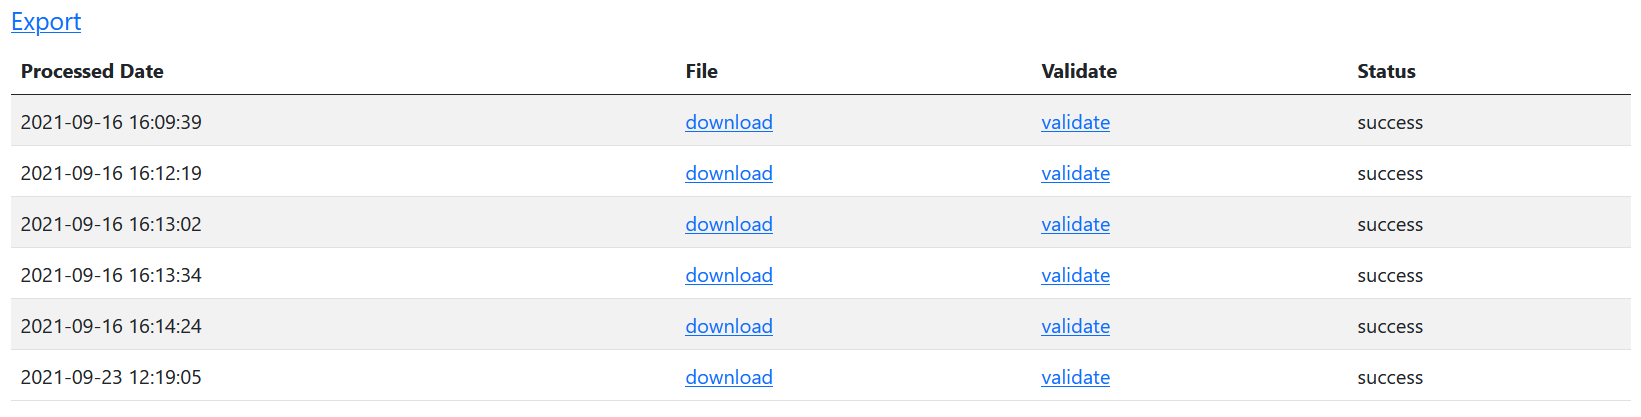 Export
Processed Date File Validate Status
2021-09-16 16:09:39 download validate success
2021-09-16 16:12:19 download validate success
2021-09-16 16:13:02 download validate success
2021-09-16 16:13:34 download validate success
2021-09-16 16:14:24 download validate success
2021-09-23 12:19:05 download validate success